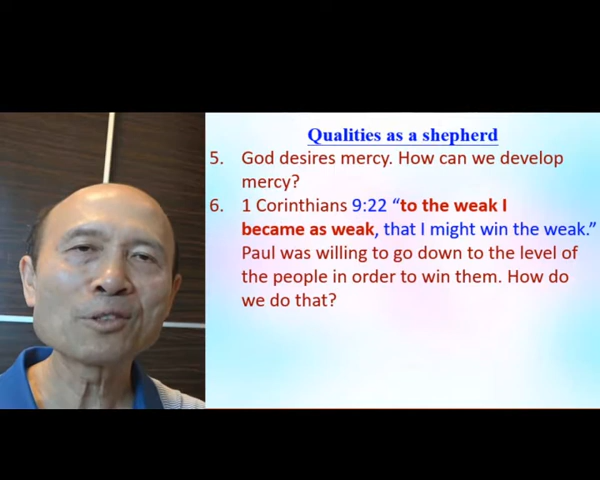 Qualities as a shepherd
5. God desires mercy. How can we develop
mercy?
6. 1 Corinthians 9:22 “to the weak I
became as weak, that I might win the weak.”
Paul was willing to go down to the level of
the people in order to win them. How do
we do that?